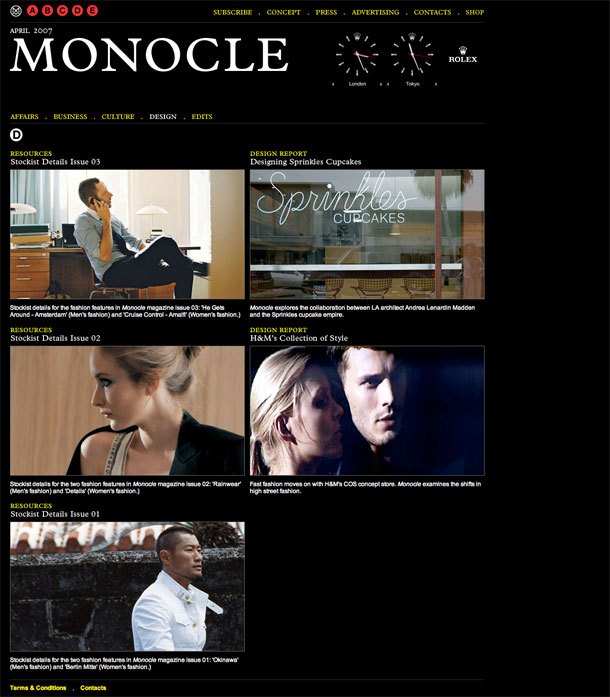 A B C D E
SUBSCRIBE . CONCEPT . PRESS . ADVERTISING . CONTACTS . SHOP
APRIL 2007
MONOCLE
London
Tokyo
ROLEX
AFFAIRS . BUSINESS . CULTURE . DESIGN . EDITS
D
RESOURCES
Stockist Details Issue 03
Stockist details for the fashion features in Monocle magazine issue 03: 'He Gets
Around - Amsterdam' (Men's fashion) and 'Cruise Control - Amalfi' (Women's fashion.)
DESIGN REPORT
Designing Sprinkles Cupcakes
Sprinkles
CUPCAKES
Monocle explores the collaboration between LA architect Andrea Lenardin Madden
and the Sprinkles cupcake empire.
RESOURCES
Stockist Details Issue 02
Stockist details for the two fashion features in Monocle magazine issue 02: 'Rainwear'
(Men's fashion) and 'Details' (Women's fashion.)
DESIGN REPORT
H&M's Collection of Style
Fast fashion moves on with H&M's COS concept store. Monocle examines the shifts in
high street fashion.
RESOURCES
Stockist Details Issue 01
Stockist details for the two fashion features in Monocle magazine issue 01: 'Okinawa'
(Men's fashion) and 'Berlin Mitte' (Women's fashion.)
Terms & Conditions . Contacts